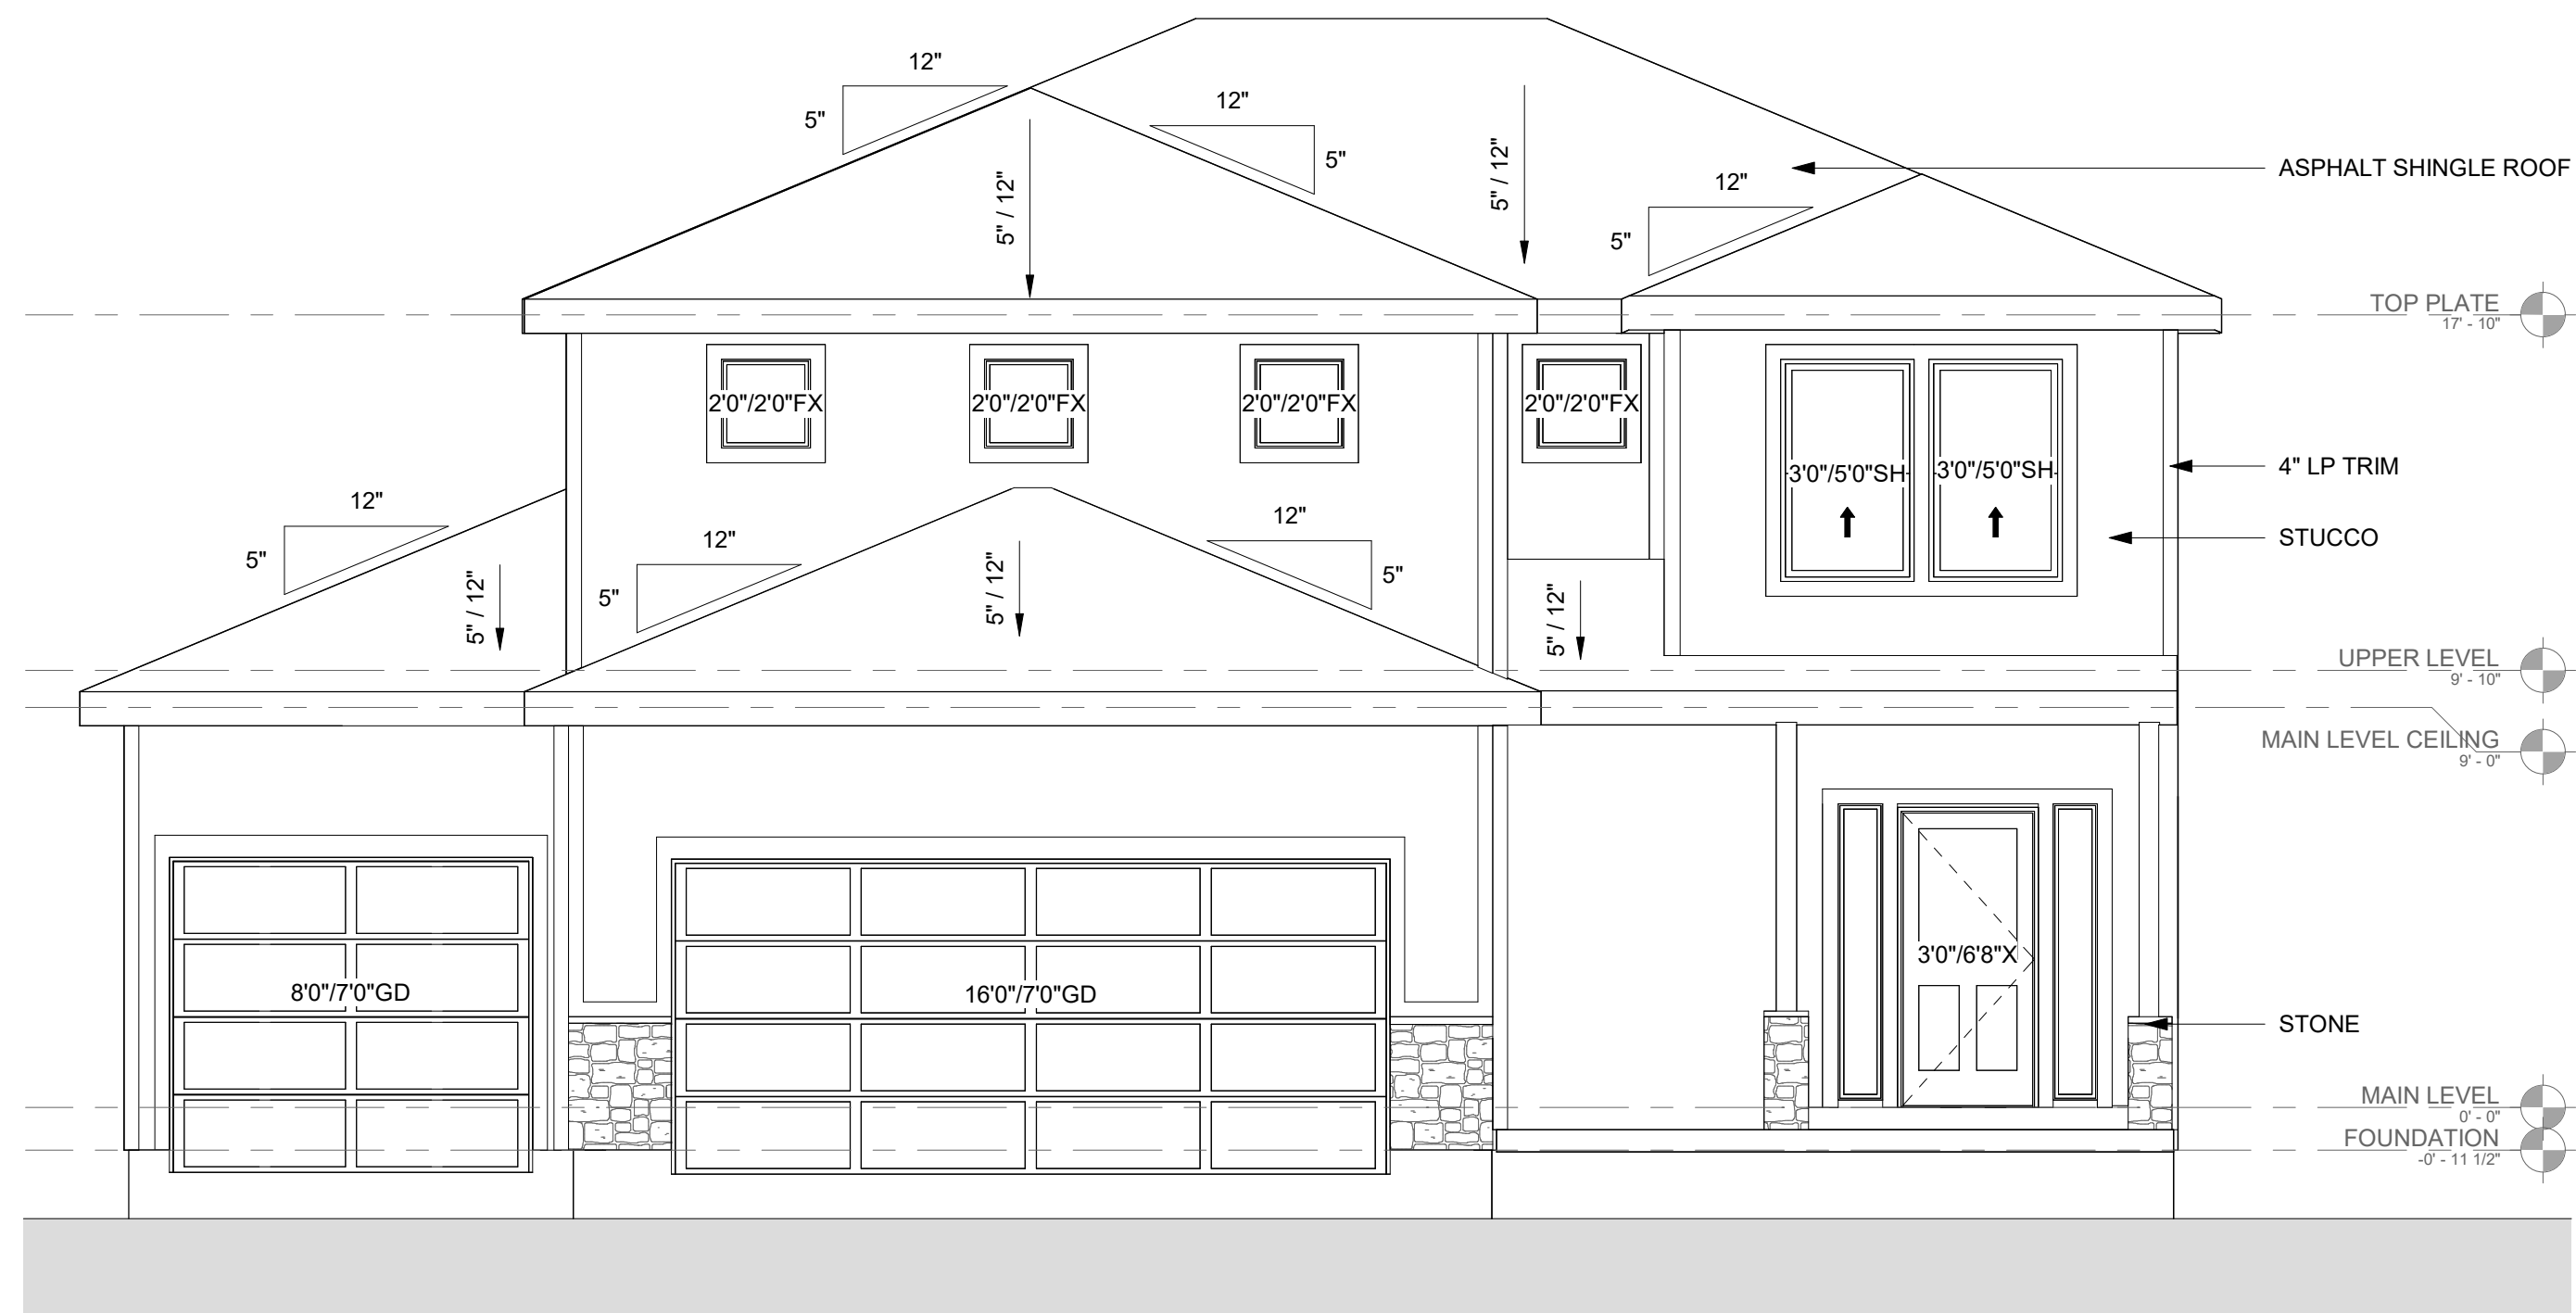 12"
5"
12"
5"
5" / 12"
5" / 12"
12"
5"
ASPHALT SHINGLE ROOF
TOP PLATE
17' - 10"
2'0"/2'0"FX
2'0"/2'0"FX
2'0"/2'0"FX
2'0"/2'0"FX
3'0"/5'0"SH
3'0"/5'0"SH
4" LP TRIM
STUCCO
12"
5"
5" / 12"
12"
5"
5" / 12"
12"
5"
5" / 12"
UPPER LEVEL
9' - 10"
MAIN LEVEL CEILING
9' - 0"
8'0"/7'0"GD
16'0"/7'0"GD
3'0"/6'8"X
STONE
MAIN LEVEL
0' - 0"
FOUNDATION
-0' - 11 1/2"